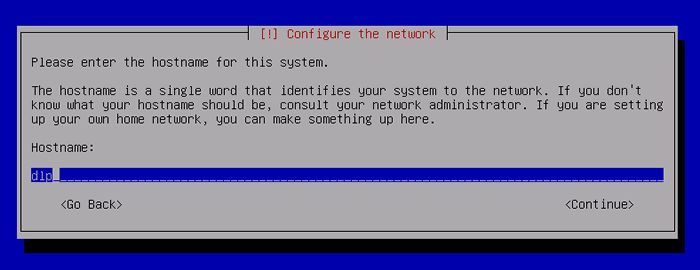 [!] Configure the network
Please enter the hostname for this system.
The hostname is a single word that identifies your system to the network. If you don't
know what your hostname should be, consult your network administrator. If you are setting
up your own home network, you can make something up here.
Hostname:
dlp
<Go Back> <Continue>